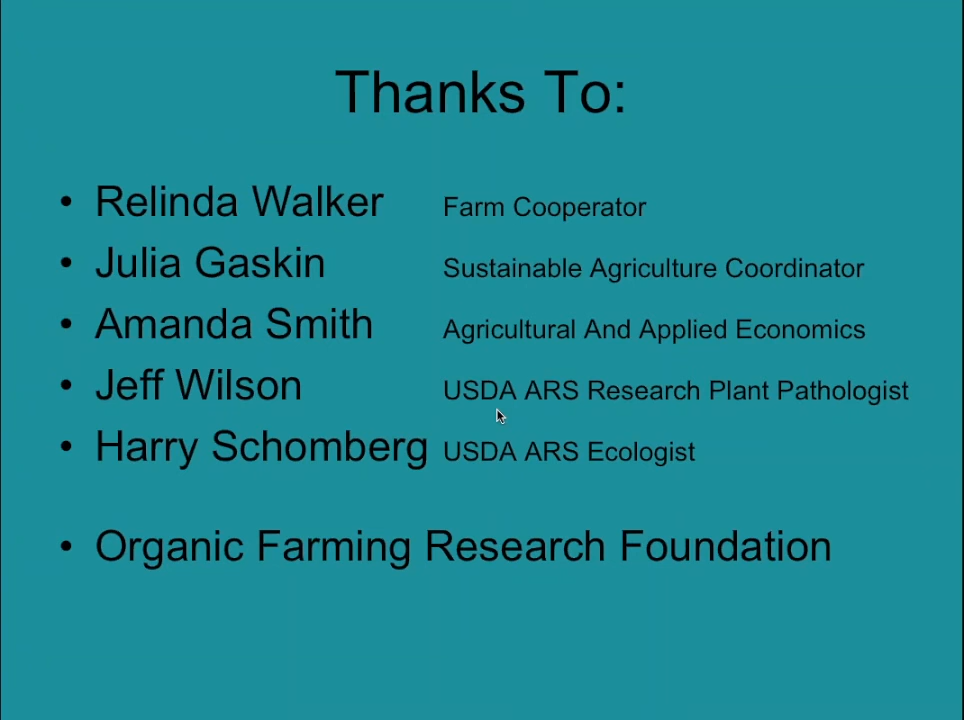 Thanks To:
• Relinda Walker Farm Cooperator
• Julia Gaskin Sustainable Agriculture Coordinator
• Amanda Smith Agricultural And Applied Economics
• Jeff Wilson USDA ARS Research Plant Pathologist
• Harry Schomberg USDA ARS Ecologist
• Organic Farming Research Foundation